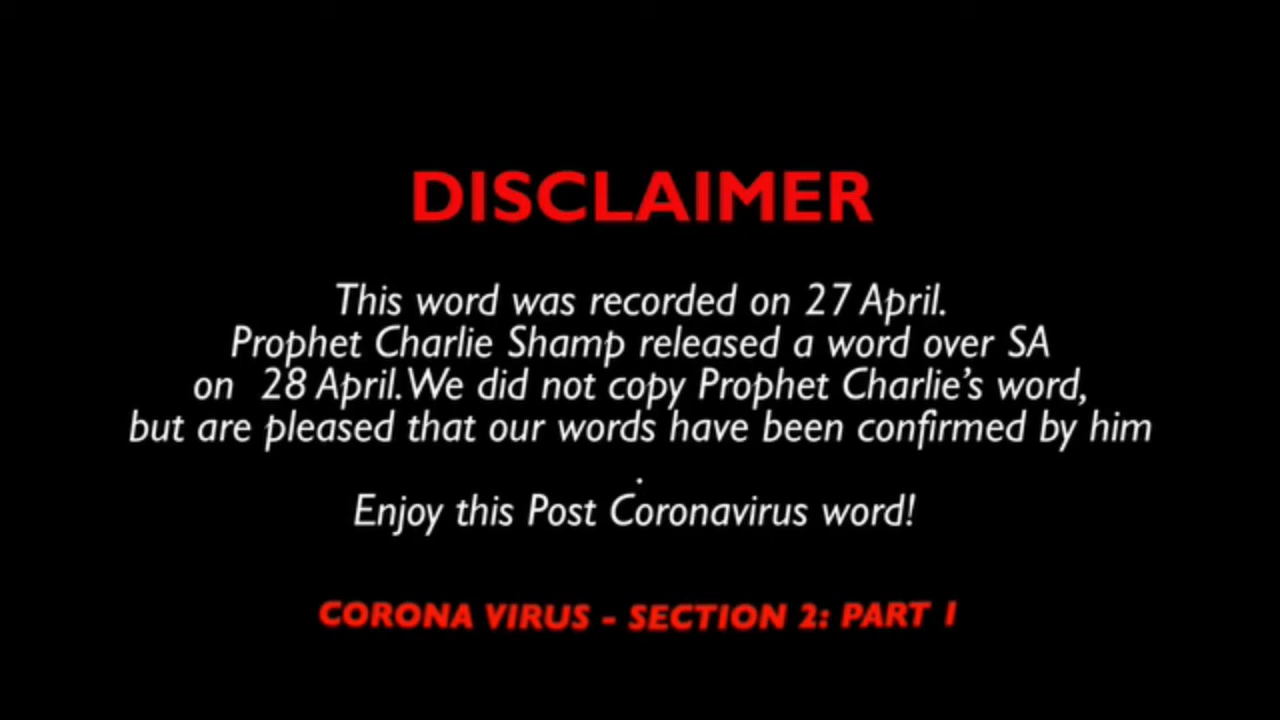 DISCLAIMER
This word was recorded on 27 April.
Prophet Charlie Shamp released a word over SA
on 28 April. We did not copy Prophet Charlie's word,
but are pleased that our words have been confirmed by him
.
Enjoy this Post Coronavirus word!
CORONA VIRUS - SECTION 2: PART 1